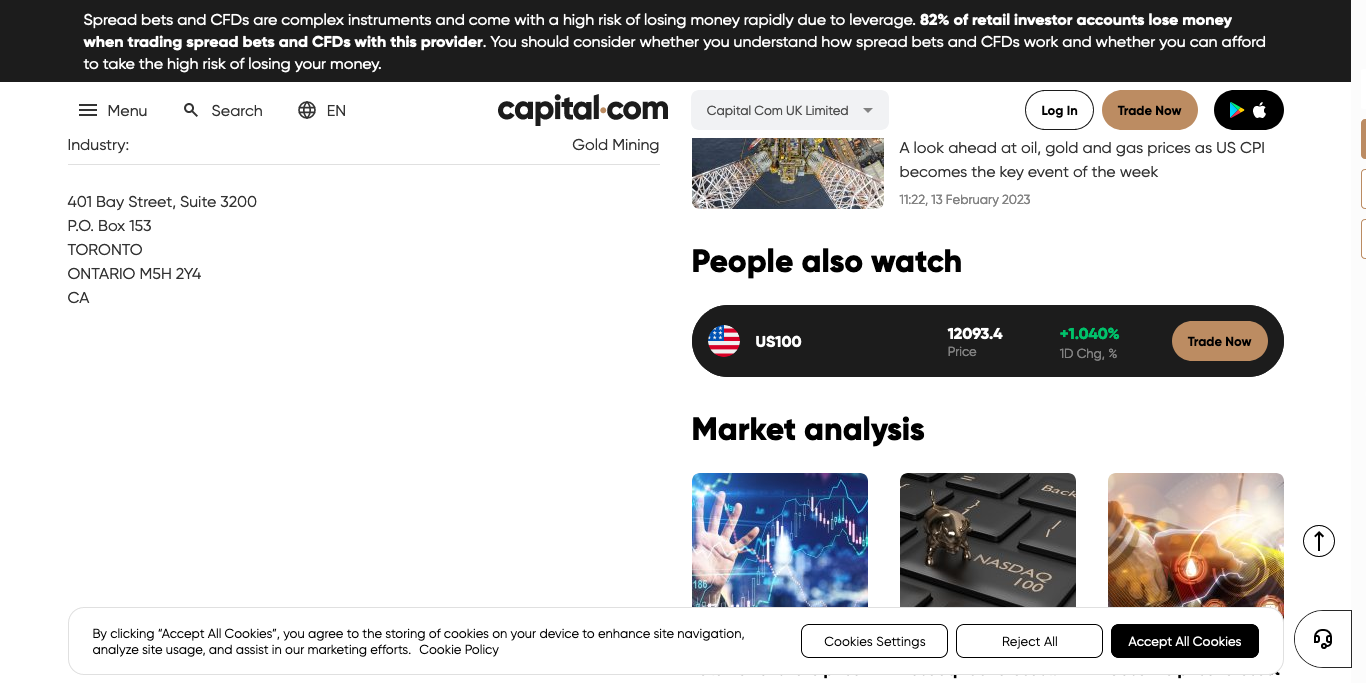 Spread bets and CFDs are complex instruments and come with a high risk of losing money rapidly due to leverage. 82% of retail investor accounts lose money
when trading spread bets and CFDs with this provider. You should consider whether you understand how spread bets and CFDs work and whether you can afford
to take the high risk of losing your money.
Menu
Search
EN
capital.com
Capital Com UK Limited
Log In
Trade Now
Industry:
Gold Mining
401 Bay Street, Suite 3200
P.O. Box 153
TORONTO
ONTARIO M5H 2Y4
CA
A look ahead at oil, gold and gas prices as US CPI
becomes the key event of the week
11:22, 13 February 2023
People also watch
US100
12093.4
Price
+1.040%
1D Chg, %
Trade Now
Market analysis
186
Back
NASDAQ
100
By clicking “Accept All Cookies”, you agree to the storing of cookies on your device to enhance site navigation,
analyze site usage, and assist in our marketing efforts. Cookie Policy
Cookies Settings
Reject All
Accept All Cookies